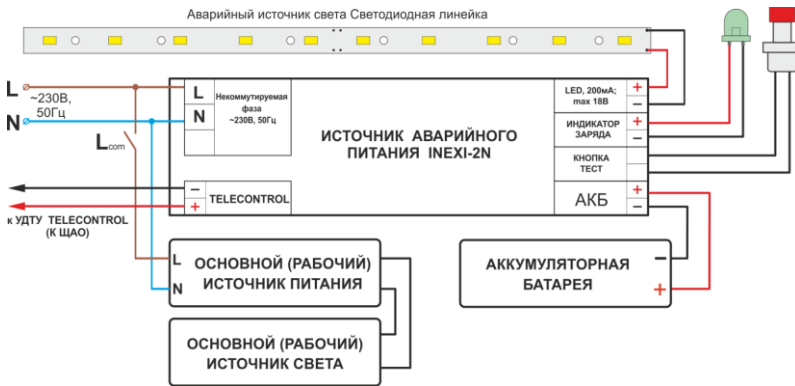 Аварийный источник света Светодиодная линейка
L
~230В,
50Гц
N
Lcom
L
N
Некоммутируемая
фаза
~230В, 50Гц
ИСТОЧНИК АВАРИЙНОГО
ПИТАНИЯ INEXI-2N
LED, 200мА;
max 18В
+
−
ИНДИКАТОР
ЗАРЯДА
+
−
КНОПКА
ТЕСТ
АКБ
+
−
−
+
TELECONTROL
к УДТУ TELECONTROL
(К ЩАО)
L
N
ОСНОВНОЙ (РАБОЧИЙ)
ИСТОЧНИК ПИТАНИЯ
АККУМУЛЯТОРНАЯ
БАТАРЕЯ
−
+
ОСНОВНОЙ (РАБОЧИЙ)
ИСТОЧНИК СВЕТА